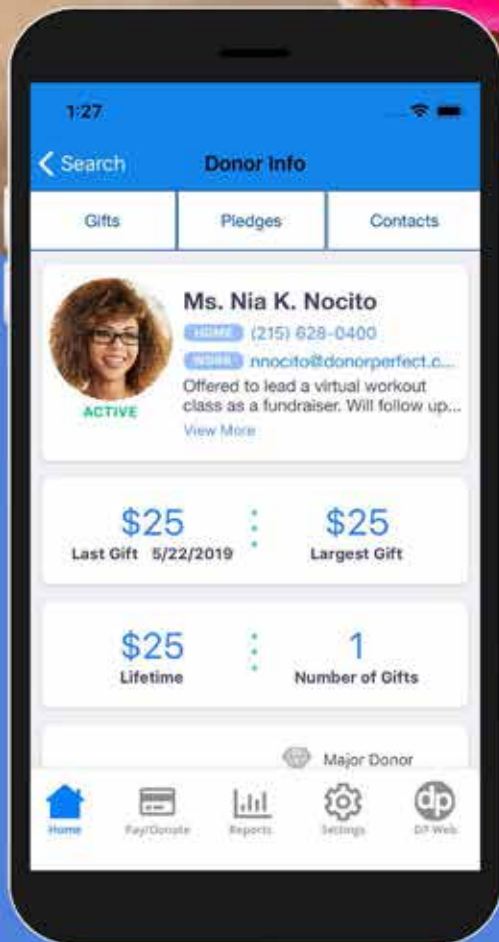 1:27
Search
Donor Info
Gifts
Pledges
Contacts
Ms. Nia K. Nocito
HOME (215) 628-0400
WORK nnocito@donorperfect.c...
Offered to lead a virtual workout
class as a fundraiser. Will follow up...
ACTIVE
View More
$25
Last Gift 5/22/2019
$25
Largest Gift
$25
Lifetime
1
Number of Gifts
Major Donor
Home
Pay/Donate
Reports
Settings
dp
DP Web